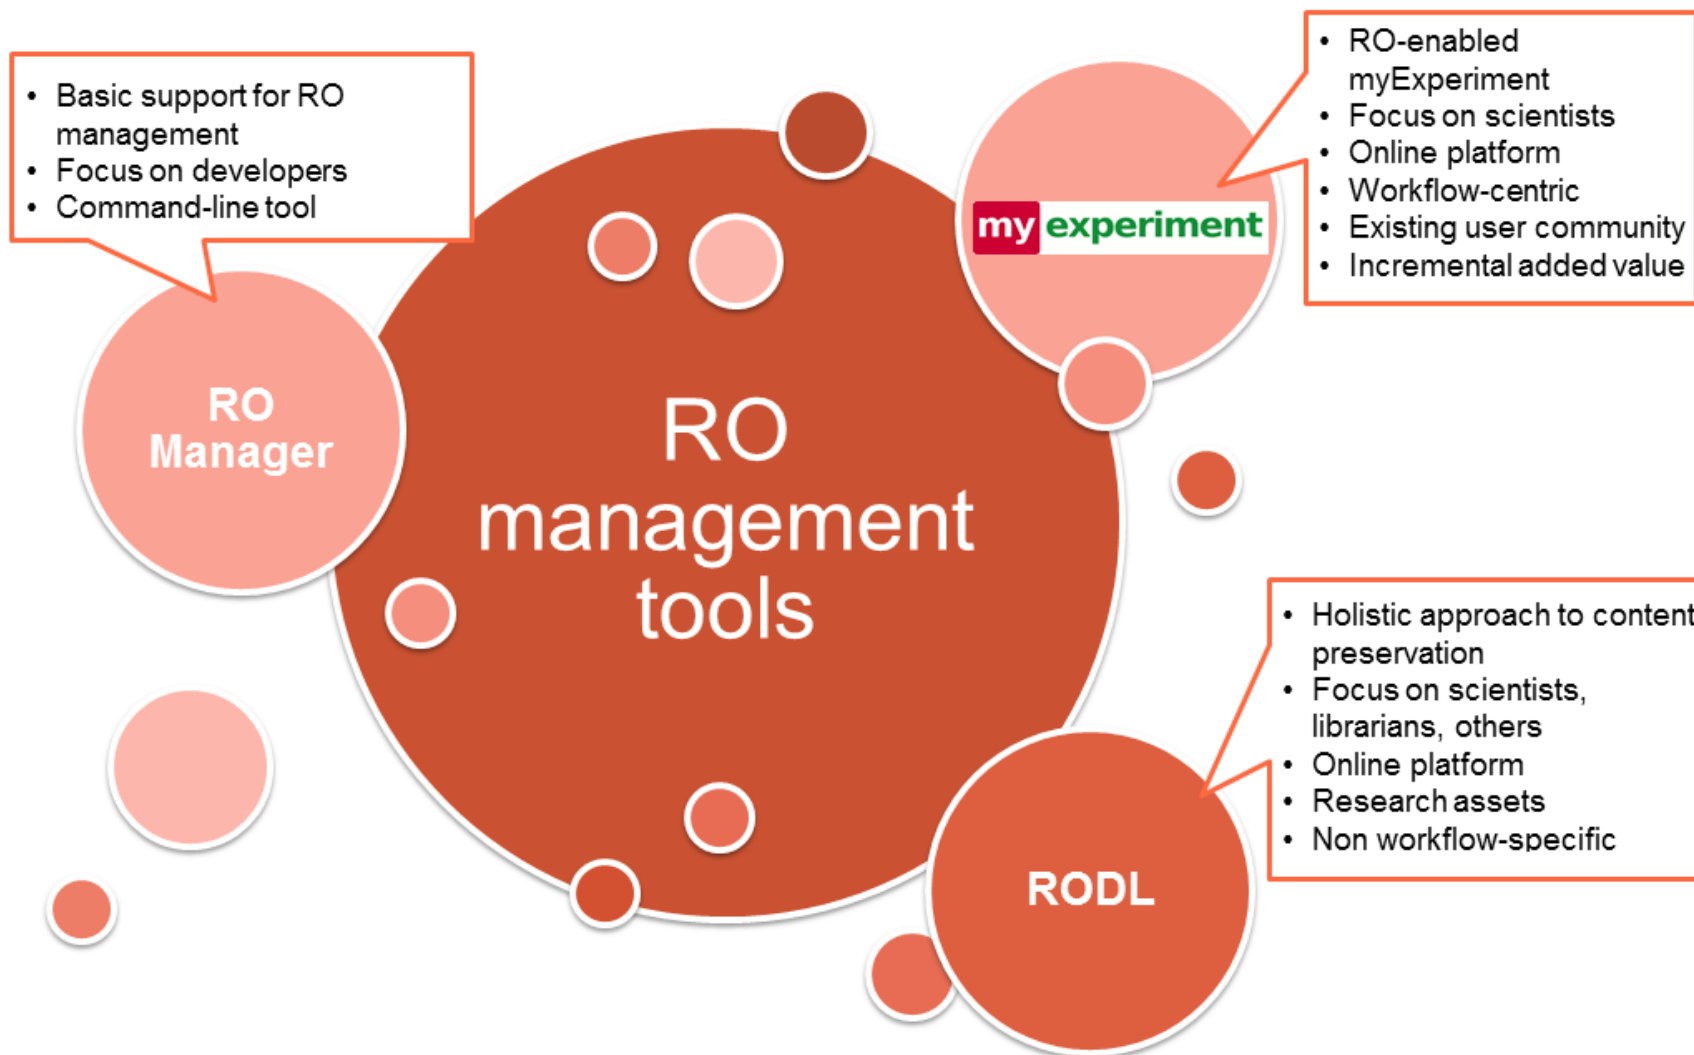 • Basic support for RO
management
• Focus on developers
• Command-line tool
RO
Manager
RO
management
tools
my experiment
• RO-enabled
myExperiment
• Focus on scientists
• Online platform
• Workflow-centric
• Existing user community
• Incremental added value
RODL
• Holistic approach to content
preservation
• Focus on scientists,
librarians, others
• Online platform
• Research assets
• Non workflow-specific